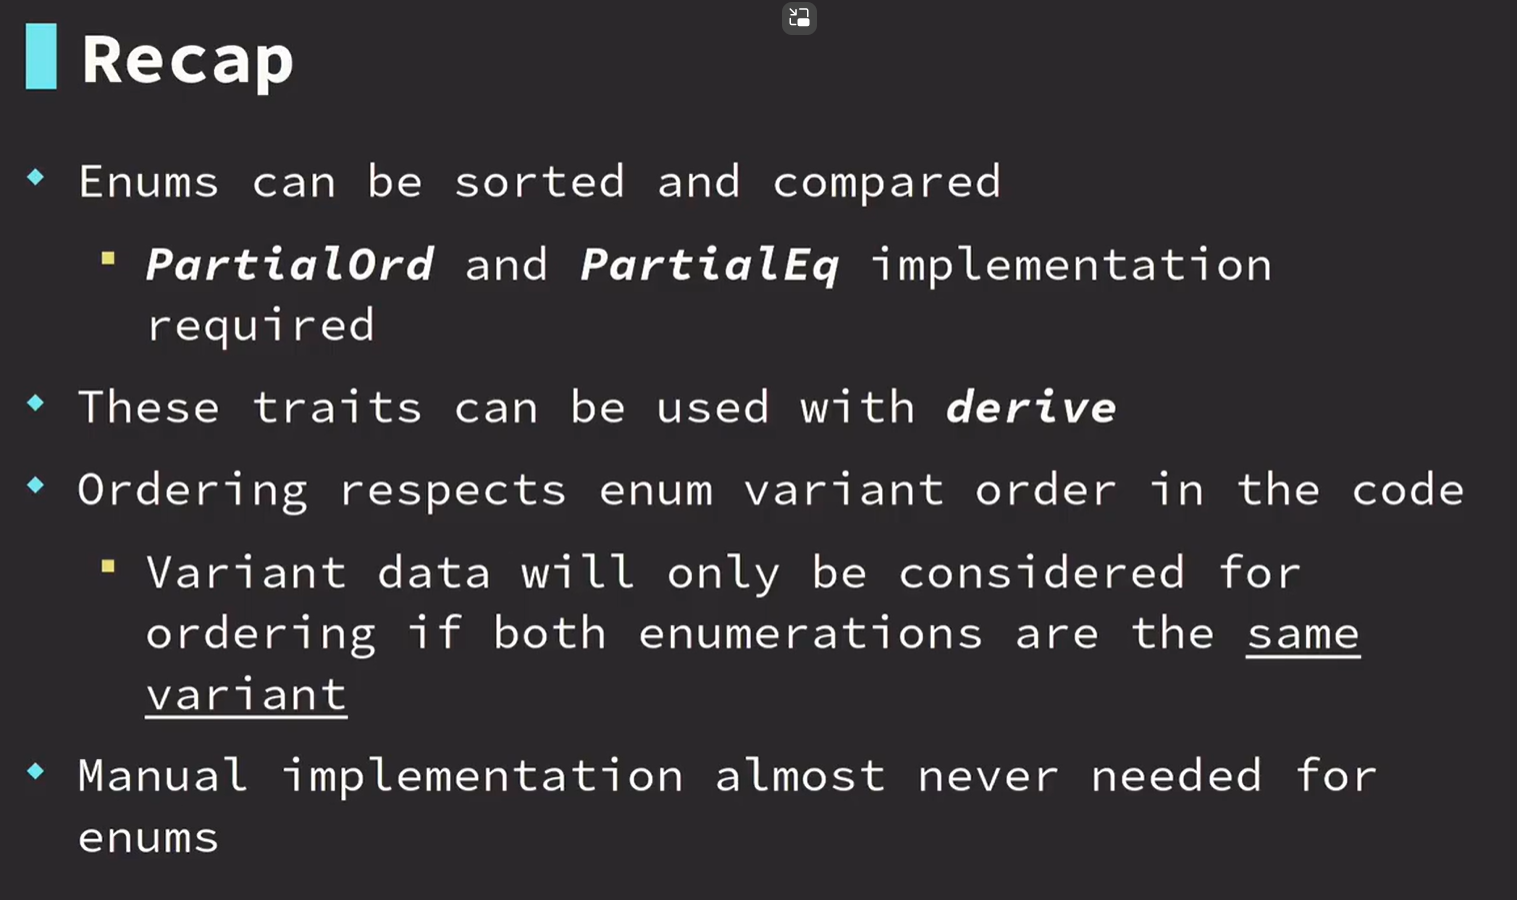 Recap
Enums can be sorted and compared
PartialOrd and PartialEq implementation
required
These traits can be used with derive
Ordering respects enum variant order in the code
Variant data will only be considered for
ordering if both enumerations are the same
variant
Manual implementation almost never needed for
enums